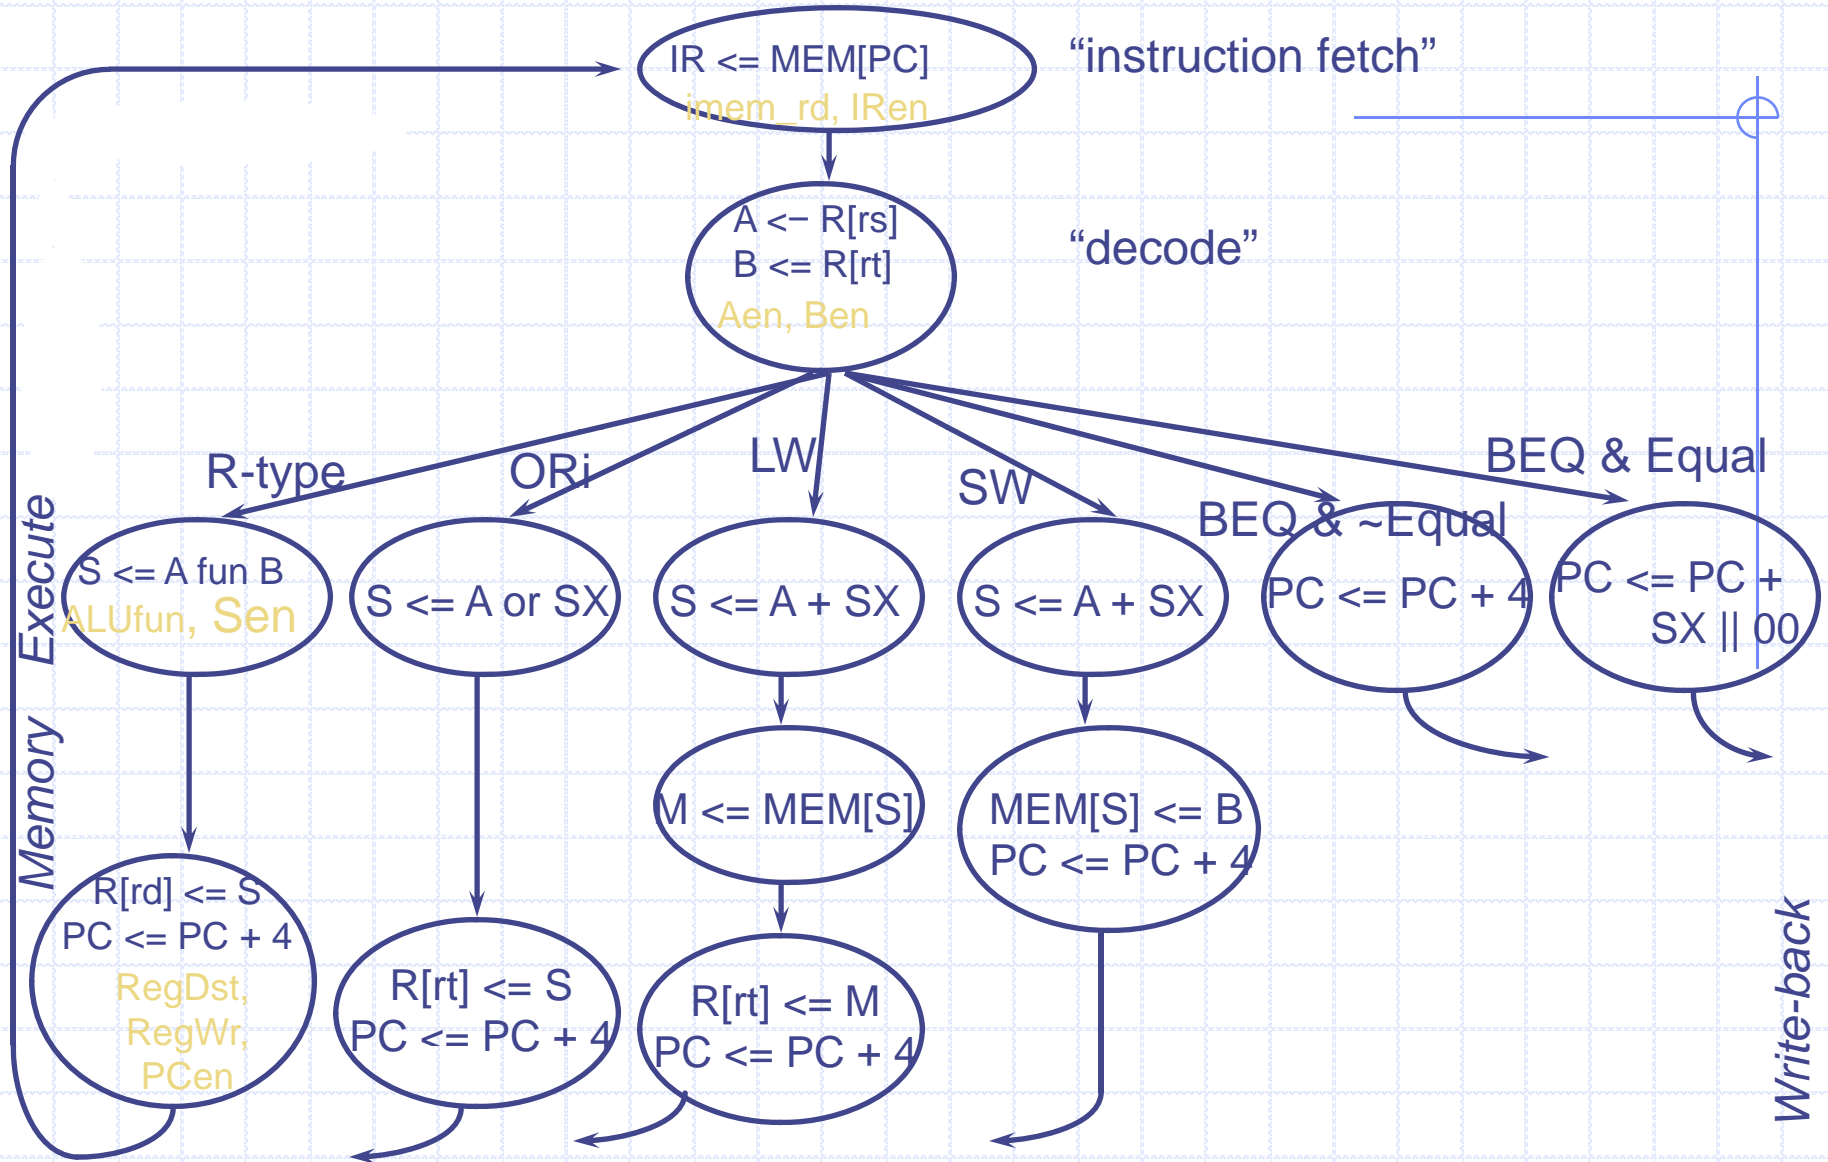 IR <= MEM[PC]
imem_rd, IRen
“instruction fetch”
A <– R[rs]
B <= R[rt]
Aen, Ben
“decode”
R-type
ORi
LW
SW
BEQ & ~Equal
BEQ & Equal
Execute
S <= A fun B
ALUfun, Sen
S <= A or SX
S <= A + SX
S <= A + SX
PC <= PC + 4
PC <= PC +
SX || 00
Memory
M <= MEM[S]
MEM[S] <= B
PC <= PC + 4
R[rd] <= S
PC <= PC + 4
RegDst,
RegWr,
PCen
R[rt] <= S
PC <= PC + 4
R[rt] <= M
PC <= PC + 4
Write-back